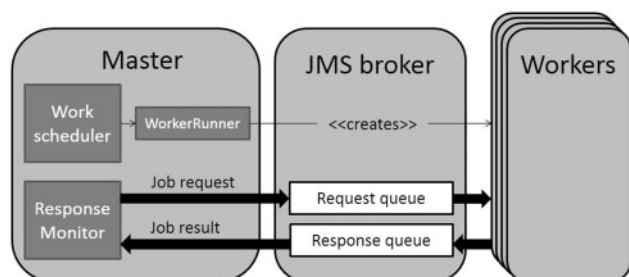 Master
JMS broker
Workers
Work
scheduler
WorkerRunner
<<creates>>
Job request
Request queue
Response
Monitor
Job result
Response queue